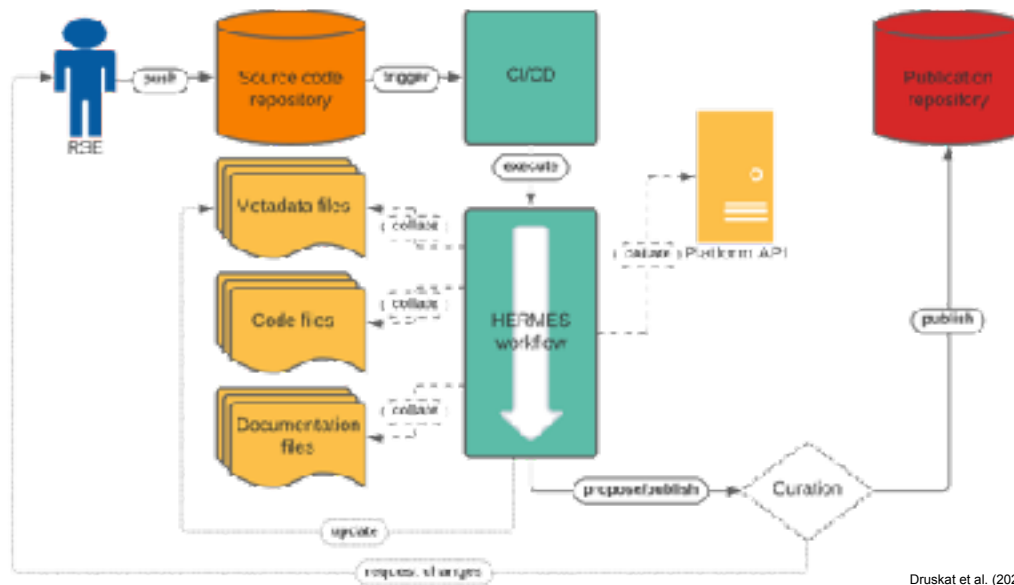 RSE
push
Source code
repository
trigger
CI/CD
Publication
repository
execute
Metadata files
collate
collate
Platform API
Code files
collate
HERMES
workflow
publish
Documentation
files
collate
propose/publish
Curation
update
request changes
Druskat et al. (202